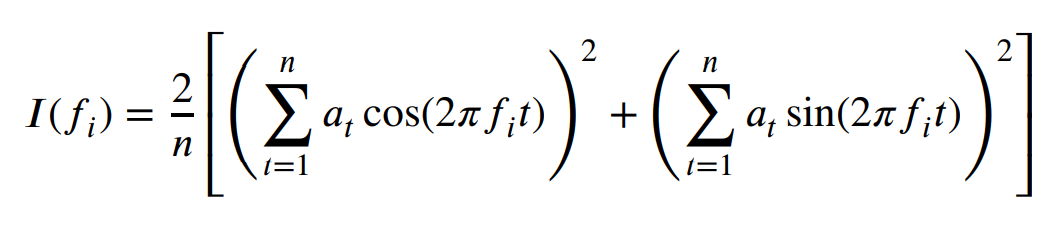 I(f_i) = \frac{2}{n} \left[ \left( \sum_{t=1}^{n} a_t \cos(2\pi f_i t) \right)^2 + \left( \sum_{t=1}^{n} a_t \sin(2\pi f_i t) \right)^2 \right]